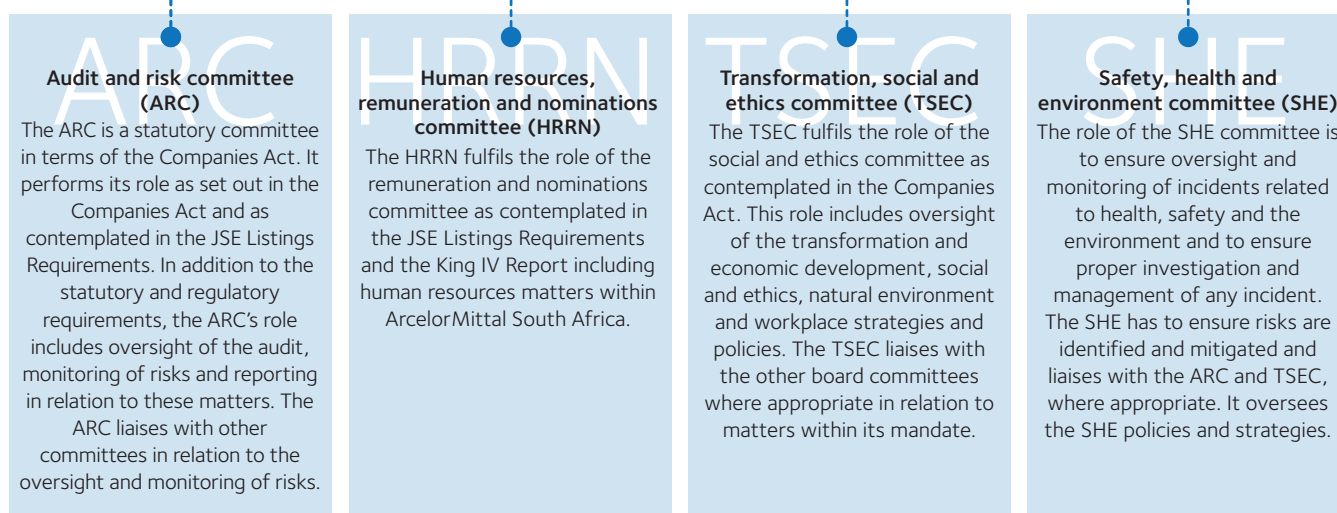 ARC
Audit and risk committee
(ARC)
The ARC is a statutory committee
in terms of the Companies Act. It
performs its role as set out in the
Companies Act and as
contemplated in the JSE Listings
Requirements. In addition to the
statutory and regulatory
requirements, the ARC’s role
includes oversight of the audit,
monitoring of risks and reporting
in relation to these matters. The
ARC liaises with other
committees in relation to the
oversight and monitoring of risks.
HRRN
Human resources,
remuneration and nominations
committee (HRRN)
The HRRN fulfils the role of the
remuneration and nominations
committee as contemplated in
the JSE Listings Requirements
and the King IV Report including
human resources matters within
ArcelorMittal South Africa.
TSEC
Transformation, social and
ethics committee (TSEC)
The TSEC fulfils the role of the
social and ethics committee as
contemplated in the Companies
Act. This role includes oversight
of the transformation and
economic development, social
and ethics, natural environment
and workplace strategies and
policies. The TSEC liaises with
the other board committees
where appropriate in relation to
matters within its mandate.
SHE
Safety, health and
environment committee (SHE)
The role of the SHE committee is
to ensure oversight and
monitoring of incidents related
to health, safety and the
environment and to ensure
proper investigation and
management of any incident.
The SHE has to ensure risks are
identified and mitigated and
liaises with the ARC and TSEC,
where appropriate. It oversees
the SHE policies and strategies.